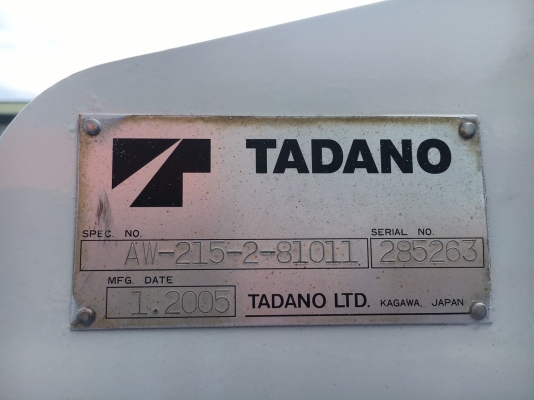 TADANO
SPEC. NO. SERIAL NO.
AW-215-2-81011 285263
MFG. DATE
1.2005 TADANO LTD. KAGAWA, JAPAN